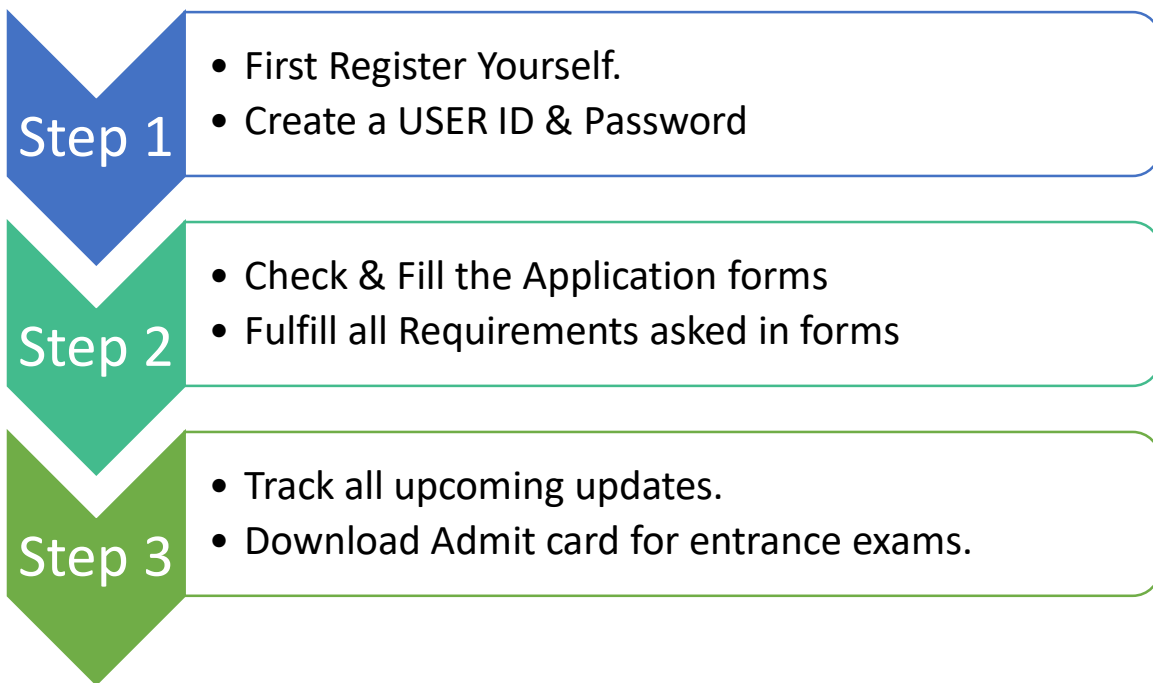 Step 1
• First Register Yourself.
• Create a USER ID & Password
Step 2
• Check & Fill the Application forms
• Fulfill all Requirements asked in forms
Step 3
• Track all upcoming updates.
• Download Admit card for entrance exams.